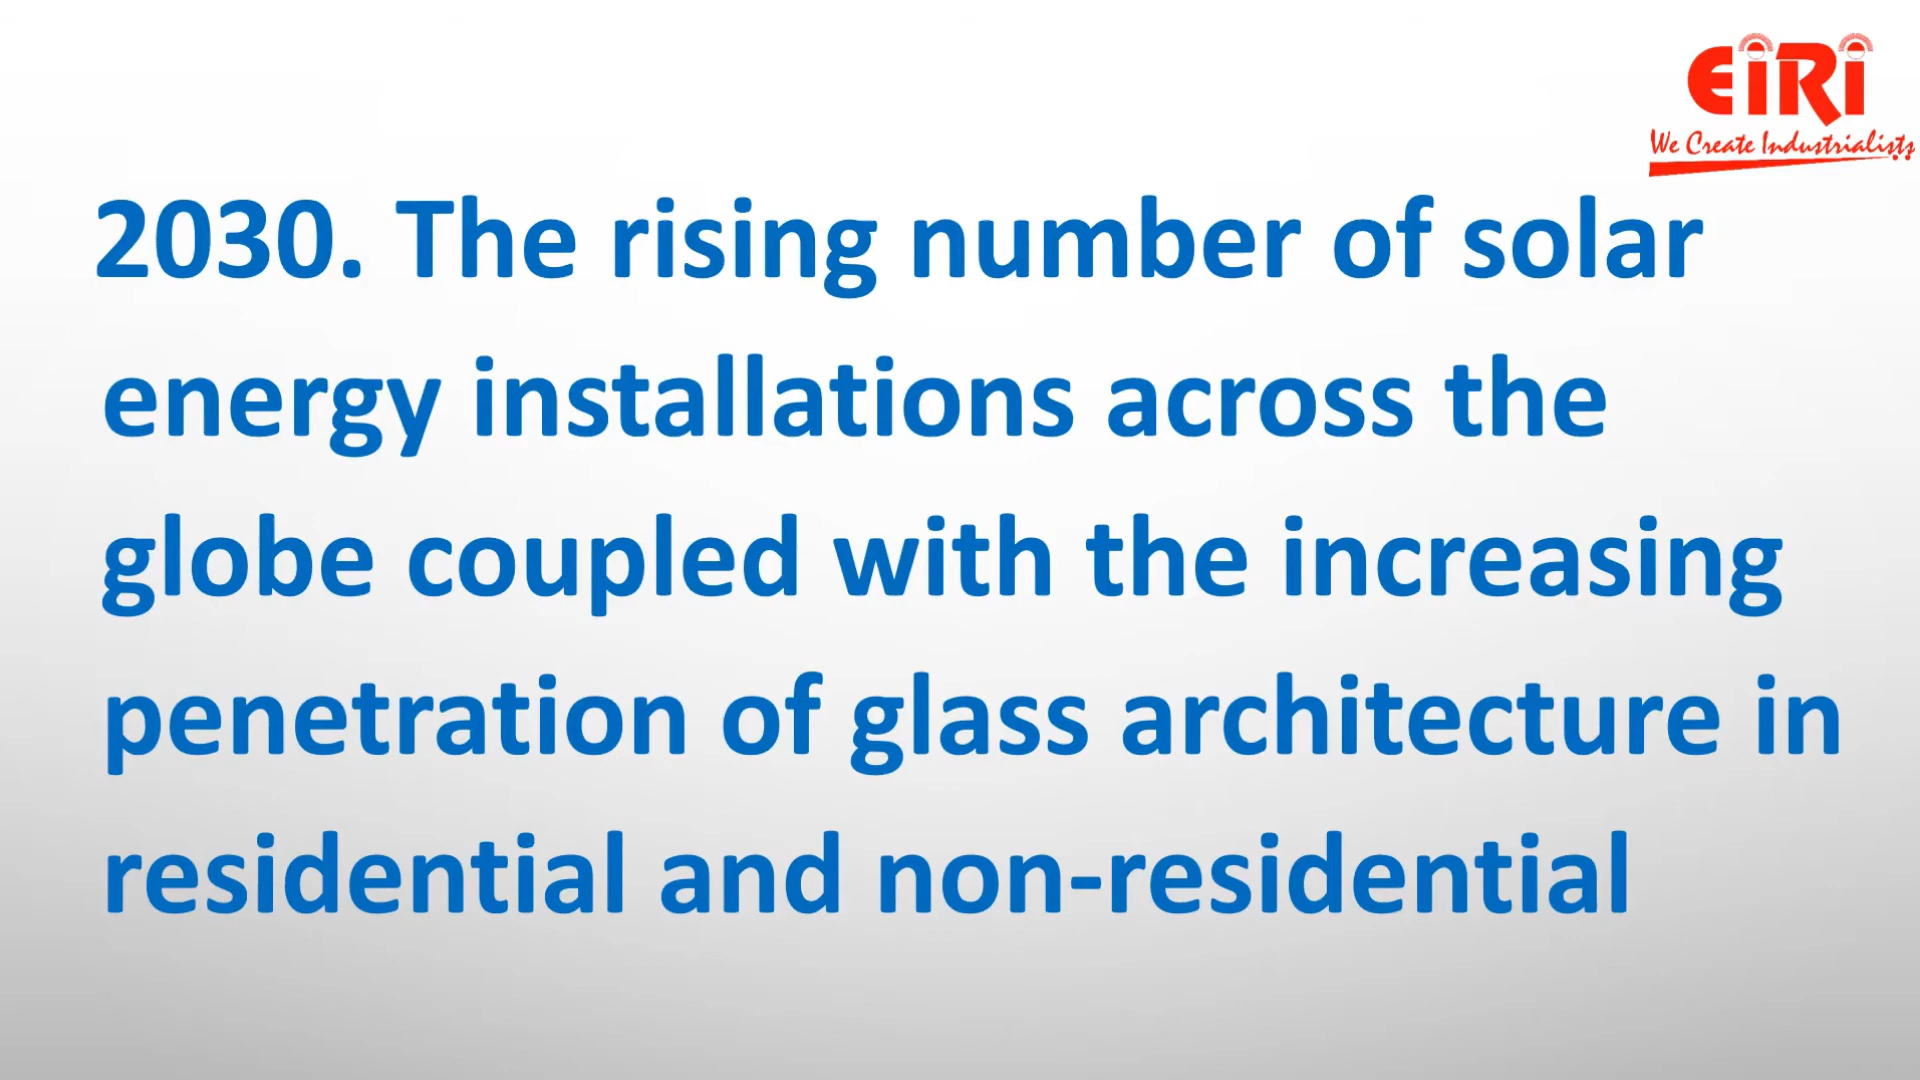 EiRi
We Create Industrialists
2030. The rising number of solar
energy installations across the
globe coupled with the increasing
penetration of glass architecture in
residential and non-residential